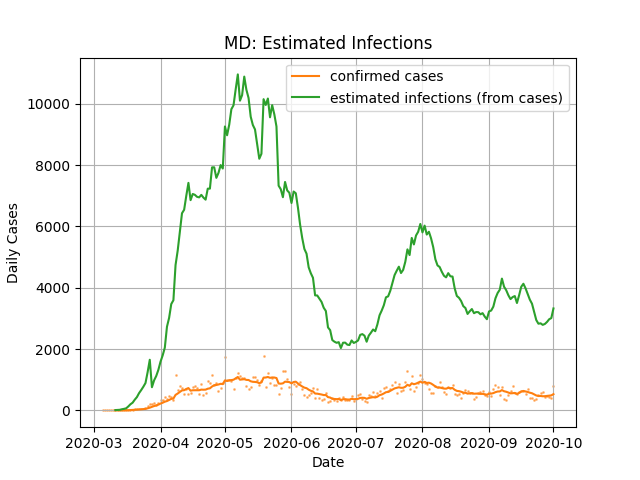 MD: Estimated Infections
confirmed cases
estimated infections (from cases)
Daily Cases
10000
8000
6000
4000
2000
0
2020-03 2020-04 2020-05 2020-06 2020-07 2020-08 2020-09 2020-10
Date